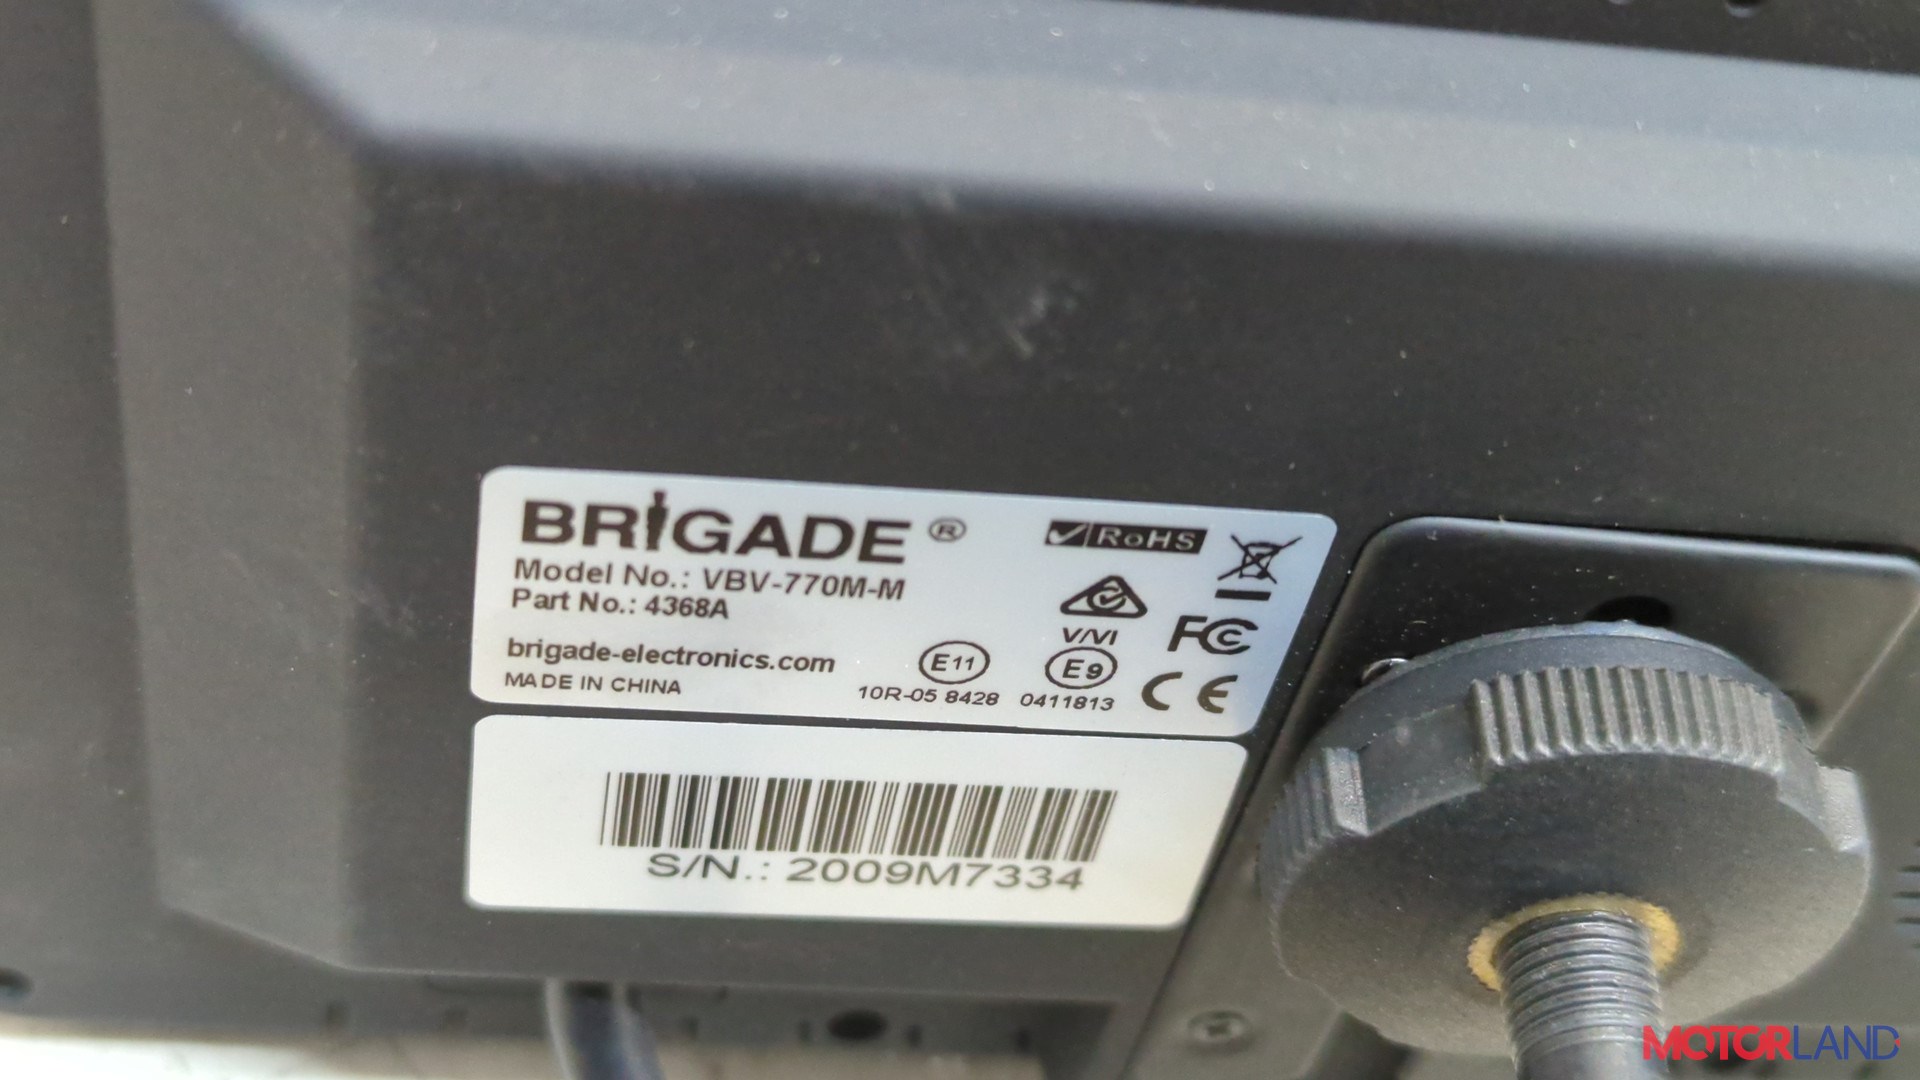 BRIGADE ®
Model No.: VBV-770M-M
Part No.: 4368A
brigade-electronics.com
MADE IN CHINA
RoHS
V/VI
FC
E11
10R-05 8428
E9
0411813
CE
S/N.: 2009M7334
MOTORLAND